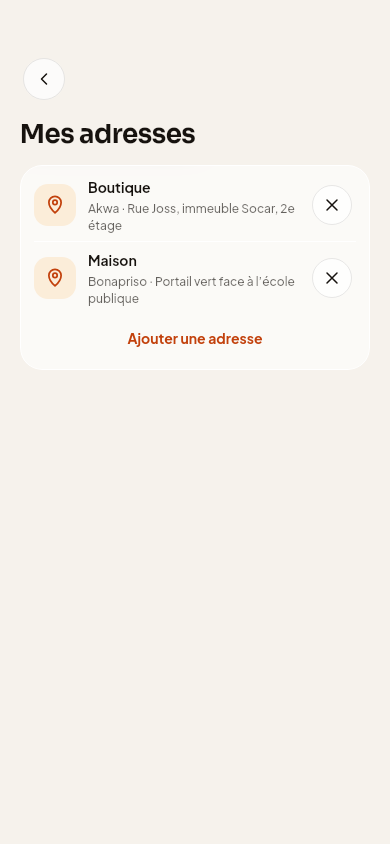 Mes adresses
Boutique
Akwa · Rue Joss, immeuble Socar, 2e
étage
Maison
Bonapriso · Portail vert face à l'école
publique
Ajouter une adresse